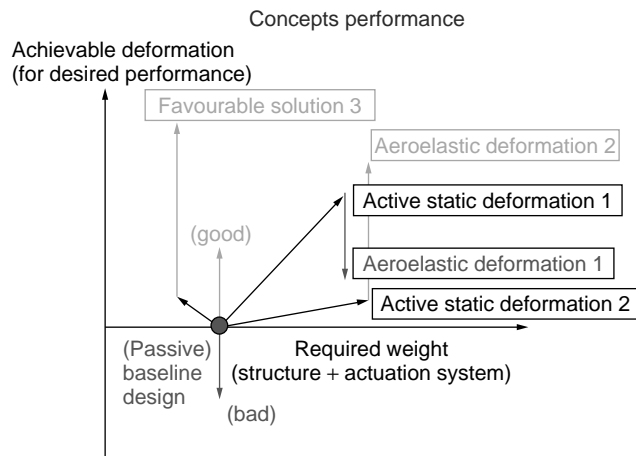 Concepts performance
Achievable deformation
(for desired performance)
Favourable solution 3
Aeroelastic deformation 2
Active static deformation 1
(good)
Aeroelastic deformation 1
Active static deformation 2
(Passive)
baseline
design
Required weight
(structure + actuation system)
(bad)